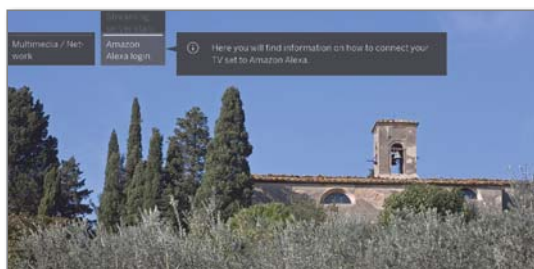 Streaming
Multimedia / Net-
work
Amazon
Alexa login
Here you will find information on how to connect your
TV set to Amazon Alexa.